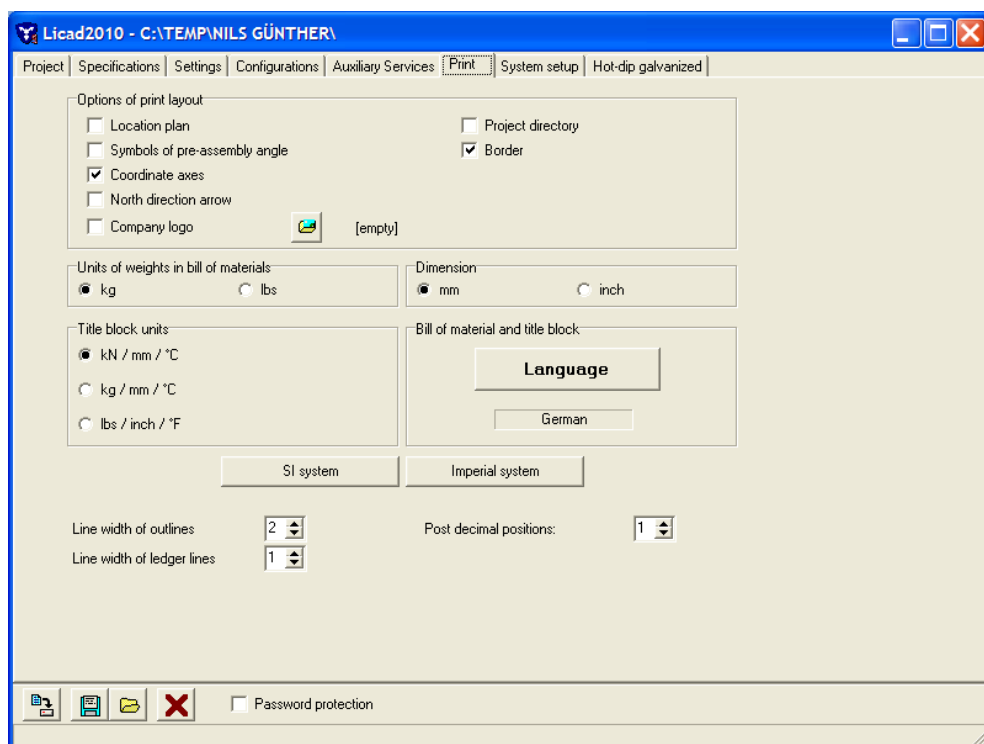 Licad2010 - C:\TEMP\NILS GÜNTHER\
Project Specifications Settings Configurations Auxiliary Services Print System setup Hot-dip galvanized
Options of print layout
Location plan Project directory
Symbols of pre-assembly angle Border
Coordinate axes
North direction arrow
Company logo [empty]
Units of weights in bill of materials Dimension
kg lbs mm inch
Title block units Bill of material and title block
kN / mm / °C
Language
kg / mm / °C
German
lbs / inch / °F
SI system Imperial system
Line width of outlines 2 Post decimal positions: 1
Line width of ledger lines 1
Password protection